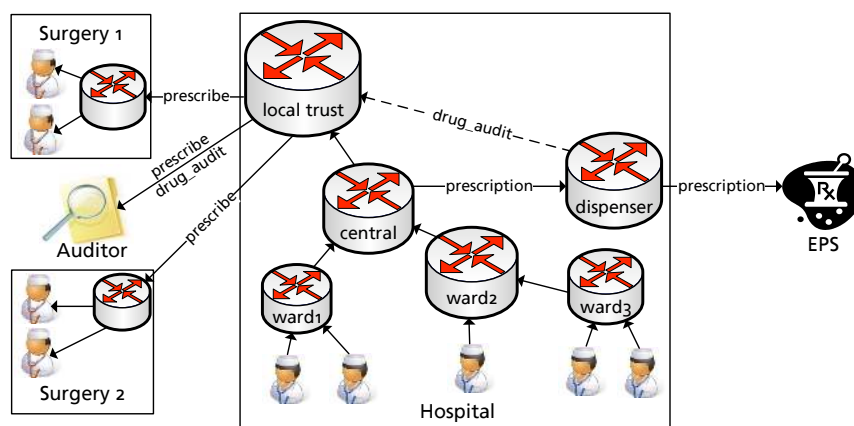 Surgery 1
prescribe
local trust
drug_audit
prescribe
drug_audit
prescription
prescription
dispenser
Rx
EPS
central
Auditor
prescribe
ward1
ward2
ward3
Surgery 2
Hospital